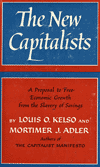 The New
Capitalists
A Proposal to Free
Economic Growth
from the Slavery of Savings
BY LOUIS O. KELSO AND
MORTIMER J. ADLER
Authors of
THE CAPITALIST MANIFESTO